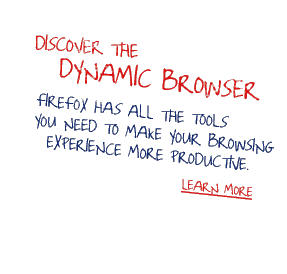 DISCOVER THE
DYNAMIC BROWSER
FIREFOX HAS ALL THE TOOLS
YOU NEED TO MAKE YOUR BROWSING
EXPERIENCE MORE PRODUCTIVE.
LEARN MORE